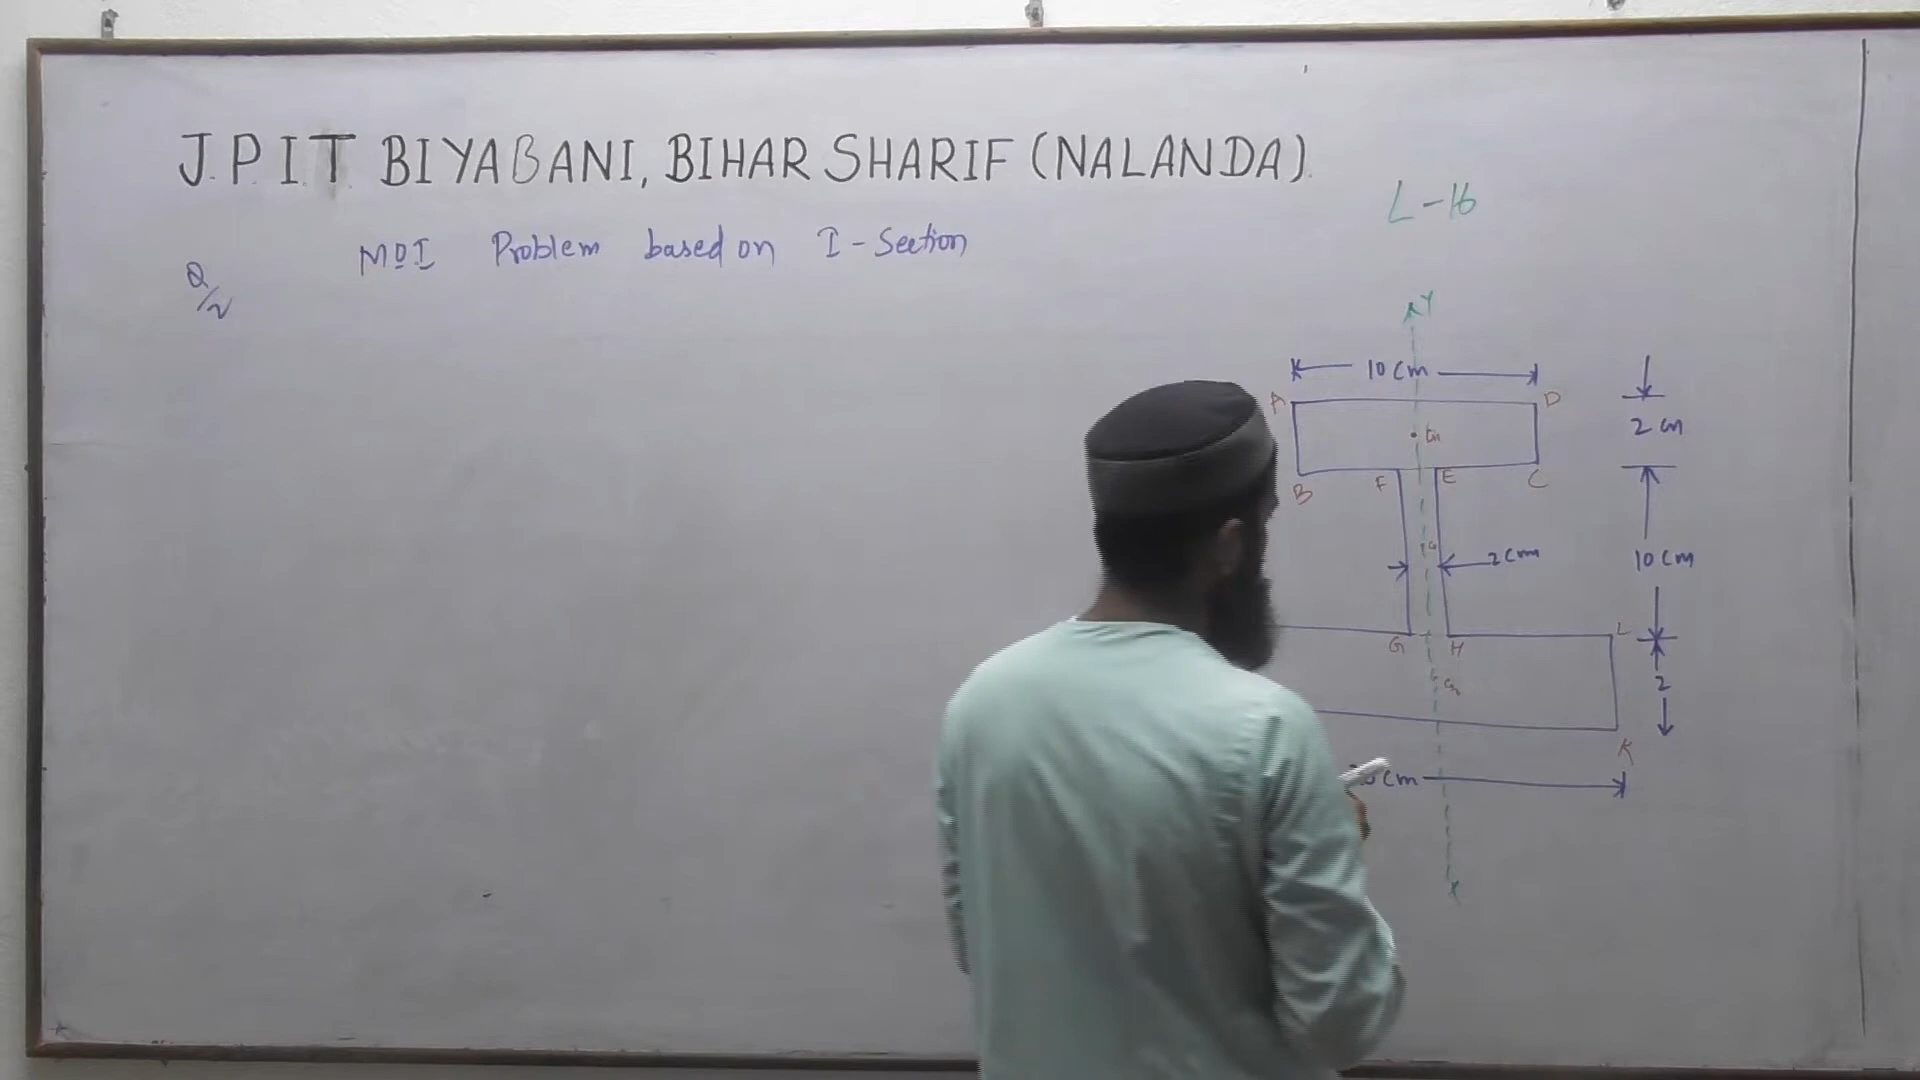 J.P.I.T BIYABANI, BIHAR SHARIF (NALANDA).
L-16
MOI Problem based on I-Section
Q/
Y
10 cm
A
D
2 cm
B
F
E
C
2 cm
10 cm
G
H
L
2
K
cm